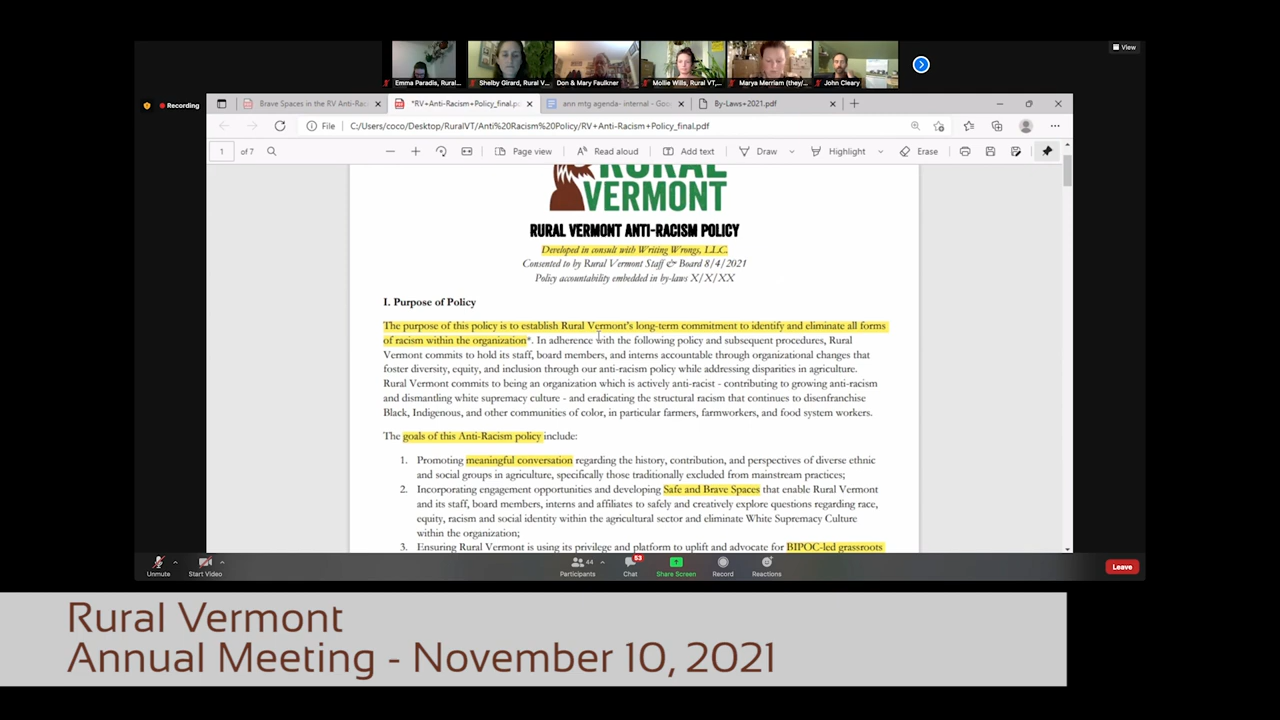 View
Emma Paradis, Rural...
Shelby Girard, Rural V...
Don & Mary Faulkner
Mollie Wills, Rural VT,...
Marya Merriam (they/...
John Cleary
Recording
Brave Spaces in the RV Anti-Rac
*RV+Anti-Racism+Policy_final.p
ann mtg agenda- internal - Goo
By-Laws+2021.pdf
File C:/Users/coco/Desktop/RuralVT/Anti%20Racism%20Policy/RV+Anti-Racism+Policy_final.pdf
1 of 7 Page view Read aloud Add text Draw Highlight Erase
RURAL
VERMONT
RURAL VERMONT ANTI-RACISM POLICY
Developed in consult with Writing Wrongs, LLC.
Consented to by Rural Vermont Staff & Board 8/4/2021
Policy accountability embedded in by-laws X/X/XX
I. Purpose of Policy
The purpose of this policy is to establish Rural Vermont's long-term commitment to identify and eliminate all forms
of racism within the organization*. In adherence with the following policy and subsequent procedures, Rural
Vermont commits to hold its staff, board members, and interns accountable through organizational changes that
foster diversity, equity, and inclusion through our anti-racism policy while addressing disparities in agriculture.
Rural Vermont commits to being an organization which is actively anti-racist - contributing to growing anti-racism
and dismantling white supremacy culture - and eradicating the structural racism that continues to disenfranchise
Black, Indigenous, and other communities of color, in particular farmers, farmworkers, and food system workers.
The goals of this Anti-Racism policy include:
1. Promoting meaningful conversation regarding the history, contribution, and perspectives of diverse ethnic
and social groups in agriculture, specifically those traditionally excluded from mainstream practices;
2. Incorporating engagement opportunities and developing Safe and Brave Spaces that enable Rural Vermont
and its staff, board members, interns and affiliates to safely and creatively explore questions regarding race,
equity, racism and social identity within the agricultural sector and eliminate White Supremacy Culture
within the organization;
3. Ensuring Rural Vermont is using its privilege and platform to uplift and advocate for BIPOC-led grassroots
Unmute
Start Video
44
Participants
53
Chat
Share Screen
Record
Reactions
Leave
Rural Vermont
Annual Meeting - November 10, 2021